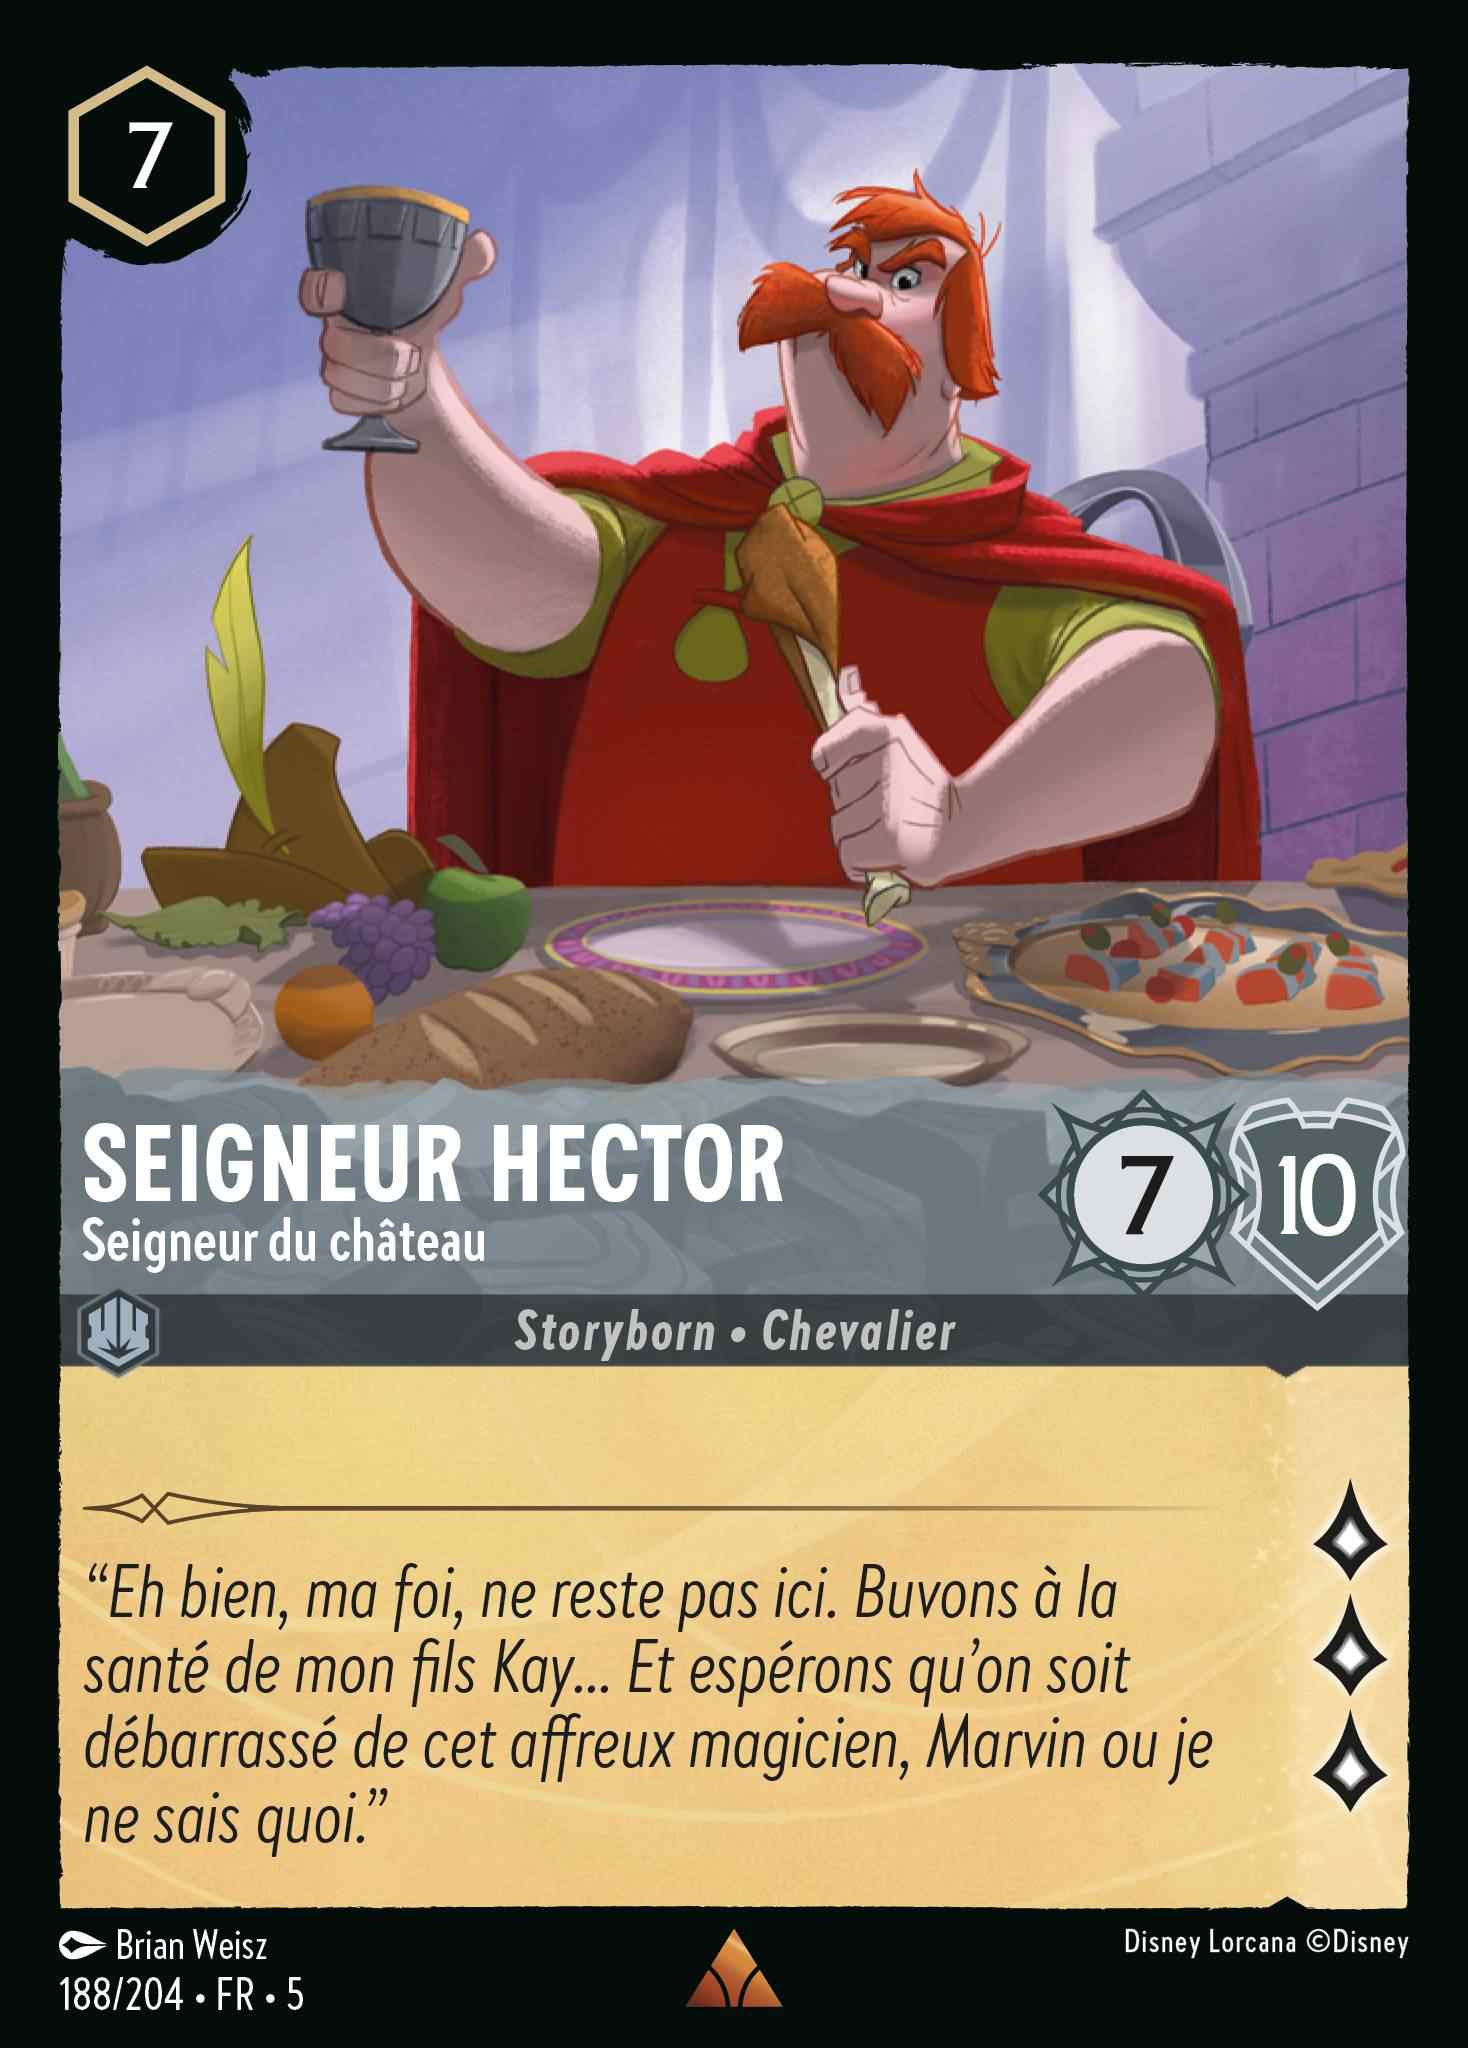 7
SEIGNEUR HECTOR
Seigneur du château
7
10
Storyborn • Chevalier
“Eh bien, ma foi, ne reste pas ici. Buvons à la
santé de mon fils Kay... Et espérons qu’on soit
débarrassé de cet affreux magicien, Marvin ou je
ne sais quoi.”
Brian Weisz
Disney Lorcana ©Disney
188/204 • FR • 5